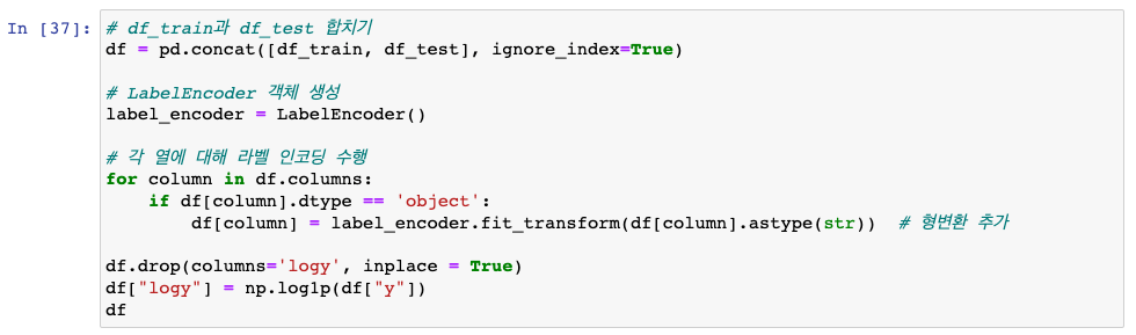 In [37]: # df_train과 df_test 합치기
df = pd.concat([df_train, df_test], ignore_index=True)
# LabelEncoder 객체 생성
label_encoder = LabelEncoder()
# 각 열에 대해 라벨 인코딩 수행
for column in df.columns:
    if df[column].dtype == 'object':
        df[column] = label_encoder.fit_transform(df[column].astype(str))  # 형변환 추가
df.drop(columns='logy', inplace = True)
df["logy"] = np.log1p(df["y"])
df